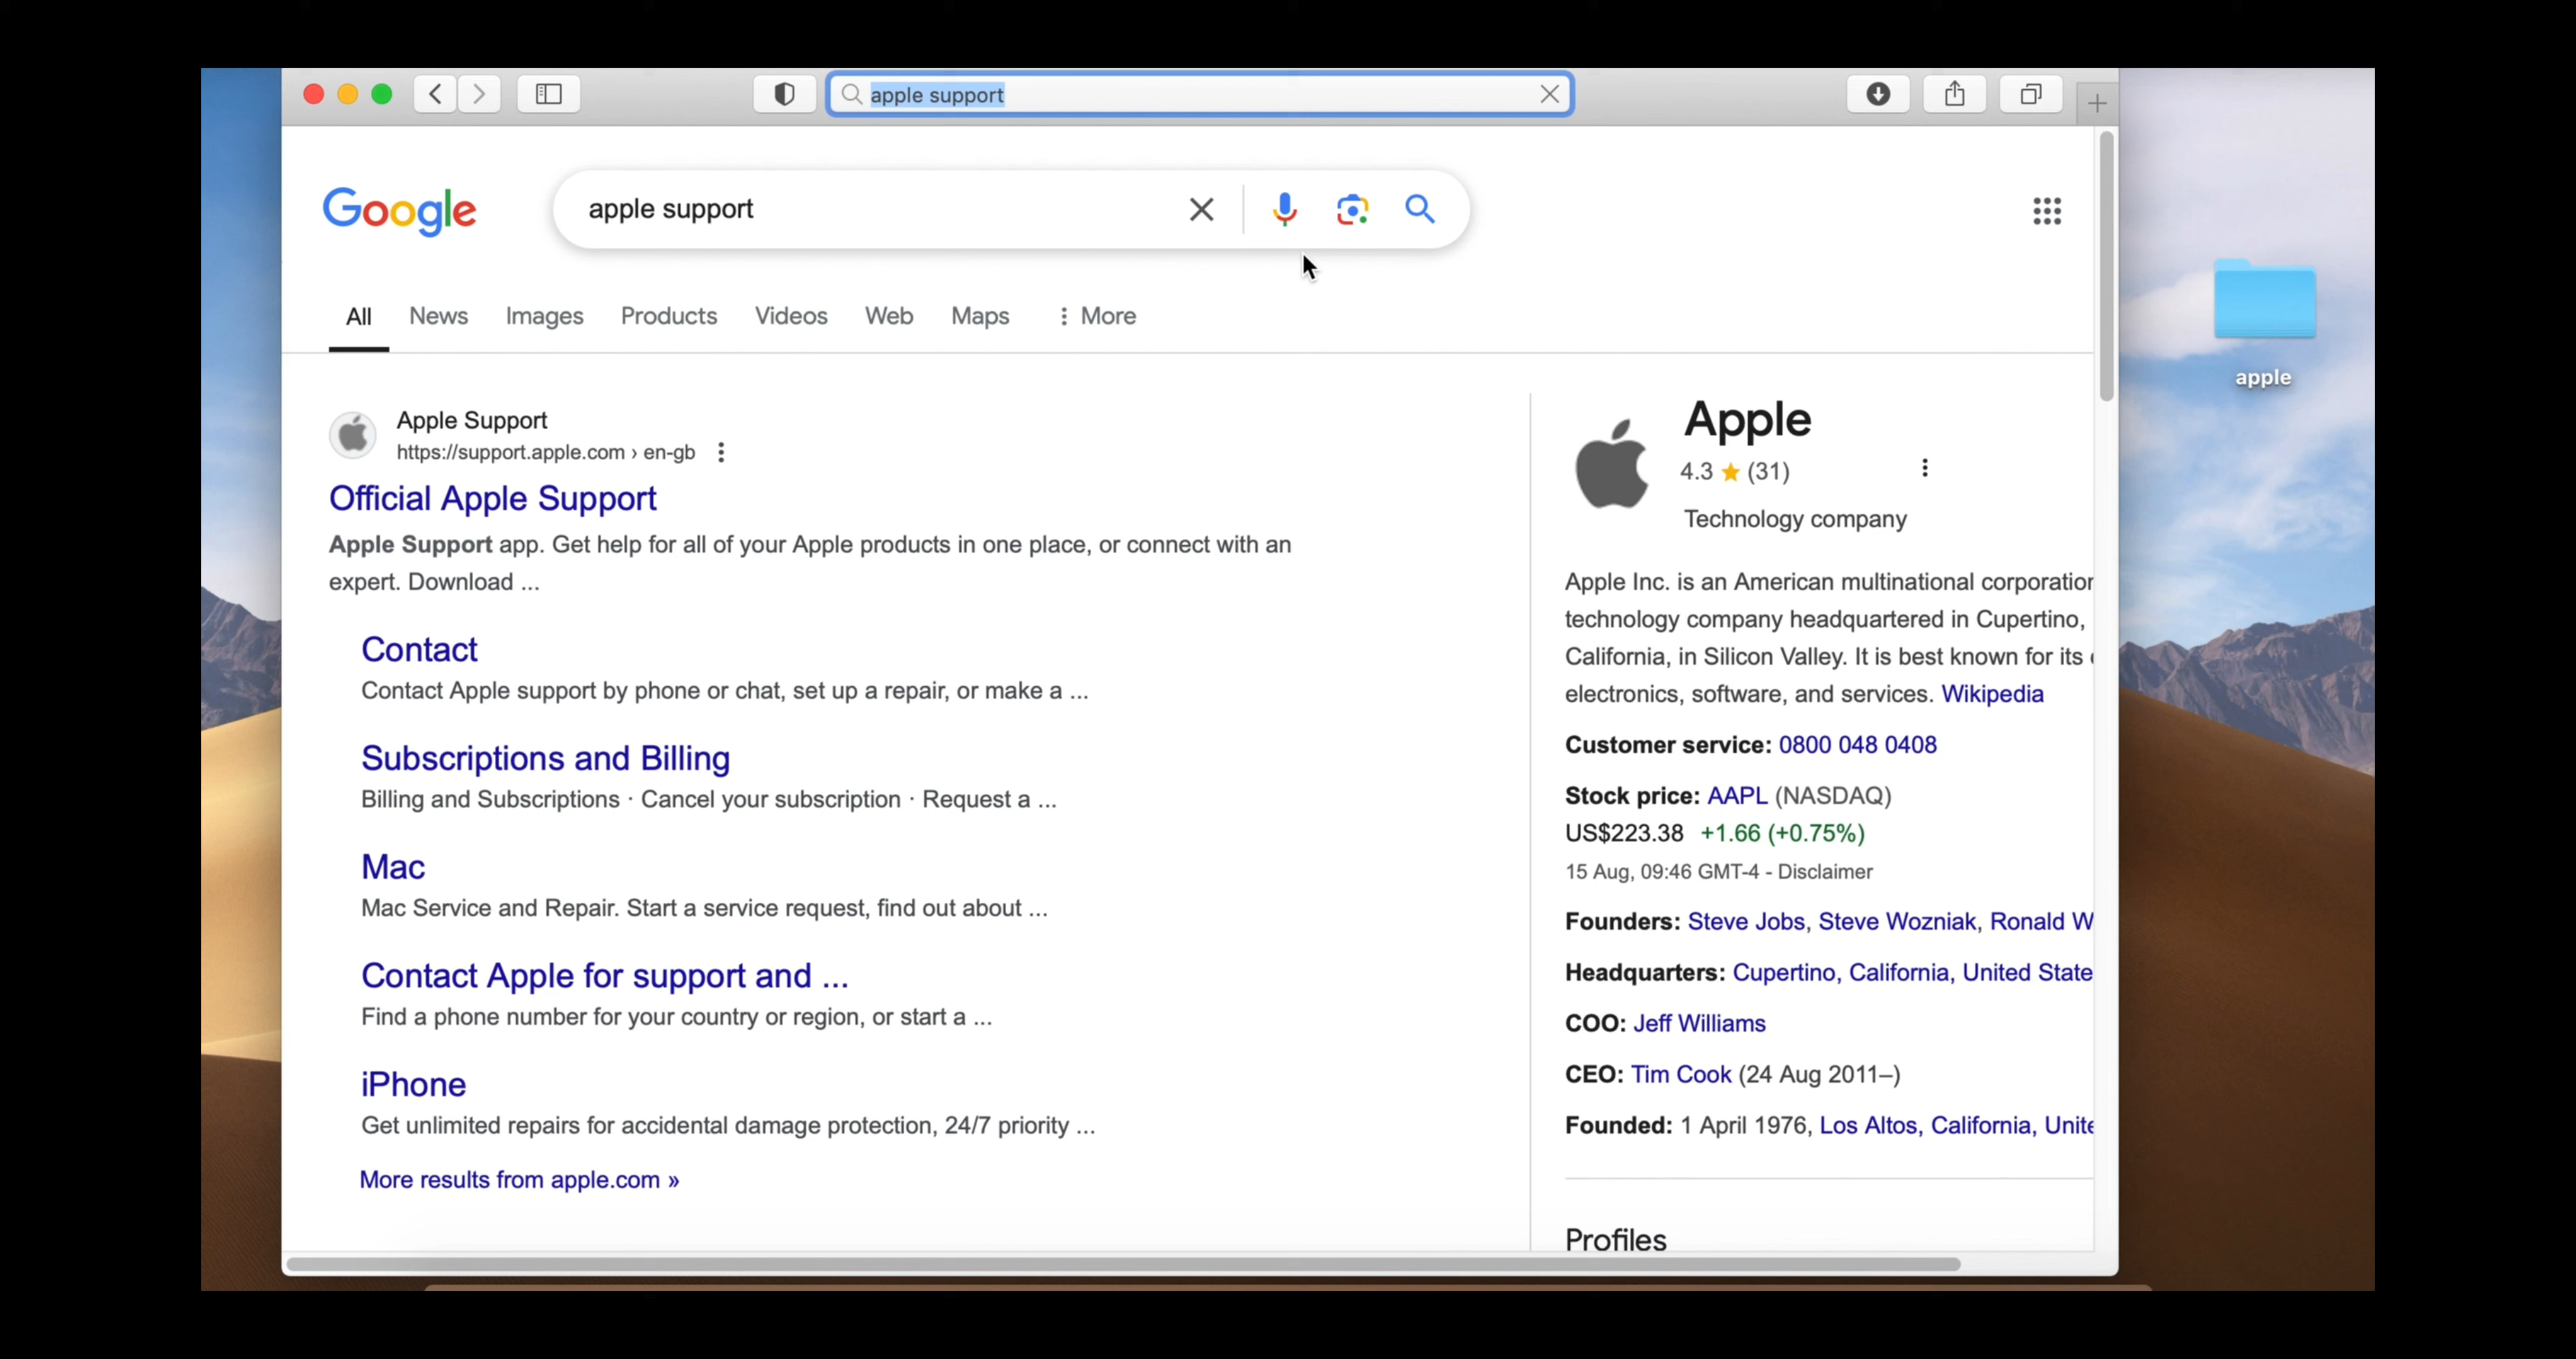 apple support
Google
apple support
All
News
Images
Products
Videos
Web
Maps
More
Apple Support
https://support.apple.com › en-gb
Official Apple Support
Apple Support app. Get help for all of your Apple products in one place, or connect with an
expert. Download ...
Contact
Contact Apple support by phone or chat, set up a repair, or make a ...
Subscriptions and Billing
Billing and Subscriptions · Cancel your subscription · Request a ...
Mac
Mac Service and Repair. Start a service request, find out about ...
Contact Apple for support and ...
Find a phone number for your country or region, or start a ...
iPhone
Get unlimited repairs for accidental damage protection, 24/7 priority ...
More results from apple.com »
Apple
4.3 ★ (31)
Technology company
Apple Inc. is an American multinational corporation
technology company headquartered in Cupertino,
California, in Silicon Valley. It is best known for its
electronics, software, and services. Wikipedia
Customer service: 0800 048 0408
Stock price: AAPL (NASDAQ)
US$223.38 +1.66 (+0.75%)
15 Aug, 09:46 GMT-4 - Disclaimer
Founders: Steve Jobs, Steve Wozniak, Ronald W
Headquarters: Cupertino, California, United State
COO: Jeff Williams
CEO: Tim Cook (24 Aug 2011–)
Founded: 1 April 1976, Los Altos, California, Unite
Profiles
apple